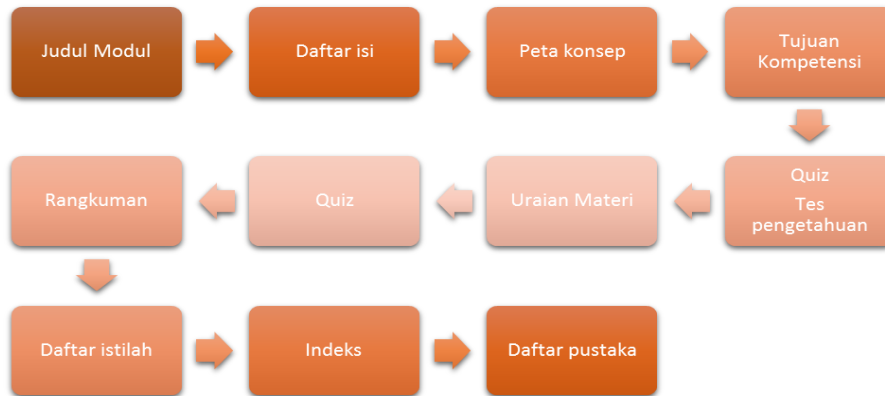 Judul Modul
Daftar isi
Peta konsep
Tujuan
Kompetensi
Quiz
Tes
pengetahuan
Uraian Materi
Quiz
Rangkuman
Daftar istilah
Indeks
Daftar pustaka